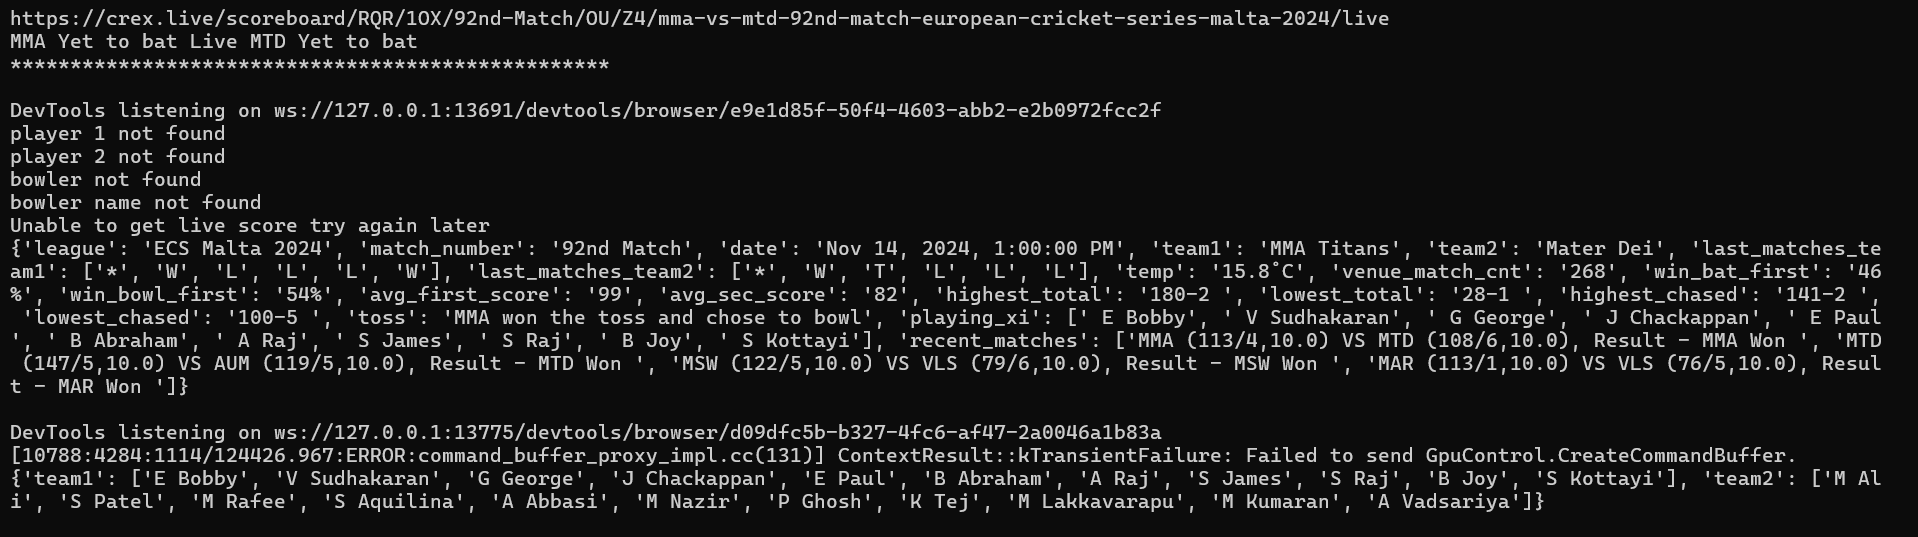 https://crex.live/scoreboard/RQR/1OX/92nd-Match/OU/Z4/mma-vs-mtd-92nd-match-european-cricket-series-malta-2024/live
MMA Yet to bat Live MTD Yet to bat
**************************************************
DevTools listening on ws://127.0.0.1:13691/devtools/browser/e9e1d85f-50f4-4603-abb2-e2b0972fcc2f
player 1 not found
player 2 not found
bowler not found
bowler name not found
Unable to get live score try again later
{'league': 'ECS Malta 2024', 'match_number': '92nd Match', 'date': 'Nov 14, 2024, 1:00:00 PM', 'team1': 'MMA Titans', 'team2': 'Mater Dei', 'last_matches_te
am1': ['*', 'W', 'L', 'L', 'L', 'W'], 'last_matches_team2': ['*', 'W', 'T', 'L', 'L', 'L'], 'temp': '15.8°C', 'venue_match_cnt': '268', 'win_bat_first': '46
%', 'win_bowl_first': '54%', 'avg_first_score': '99', 'avg_sec_score': '82', 'highest_total': '180-2 ', 'lowest_total': '28-1 ', 'highest_chased': '141-2 ',
 'lowest_chased': '100-5 ', 'toss': 'MMA won the toss and chose to bowl', 'playing_xi': [' E Bobby', ' V Sudhakaran', ' G George', ' J Chackappan', ' E Paul
', ' B Abraham', ' A Raj', ' S James', ' S Raj', ' B Joy', ' S Kottayi'], 'recent_matches': ['MMA (113/4,10.0) VS MTD (108/6,10.0), Result - MMA Won ', 'MTD
 (147/5,10.0) VS AUM (119/5,10.0), Result - MTD Won ', 'MSW (122/5,10.0) VS VLS (79/6,10.0), Result - MSW Won ', 'MAR (113/1,10.0) VS VLS (76/5,10.0), Resul
t - MAR Won ']}
DevTools listening on ws://127.0.0.1:13775/devtools/browser/d09dfc5b-b327-4fc6-af47-2a0046a1b83a
[10788:4284:1114/124426.967:ERROR:command_buffer_proxy_impl.cc(131)] ContextResult::kTransientFailure: Failed to send GpuControl.CreateCommandBuffer.
{'team1': ['E Bobby', 'V Sudhakaran', 'G George', 'J Chackappan', 'E Paul', 'B Abraham', 'A Raj', 'S James', 'S Raj', 'B Joy', 'S Kottayi'], 'team2': ['M Al
i', 'S Patel', 'M Rafee', 'S Aquilina', 'A Abbasi', 'M Nazir', 'P Ghosh', 'K Tej', 'M Lakkavarapu', 'M Kumaran', 'A Vadsariya']}